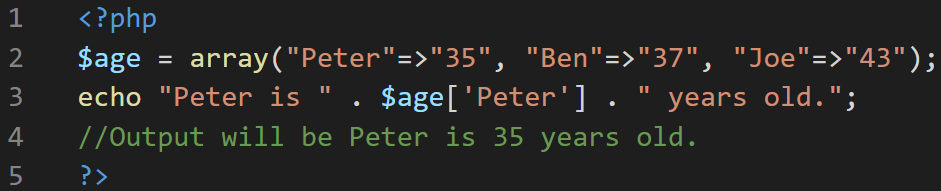 1 <?php
2 $age = array("Peter"=>"35", "Ben"=>"37", "Joe"=>"43");
3 echo "Peter is " . $age['Peter'] . " years old.";
4 //Output will be Peter is 35 years old.
5 ?>